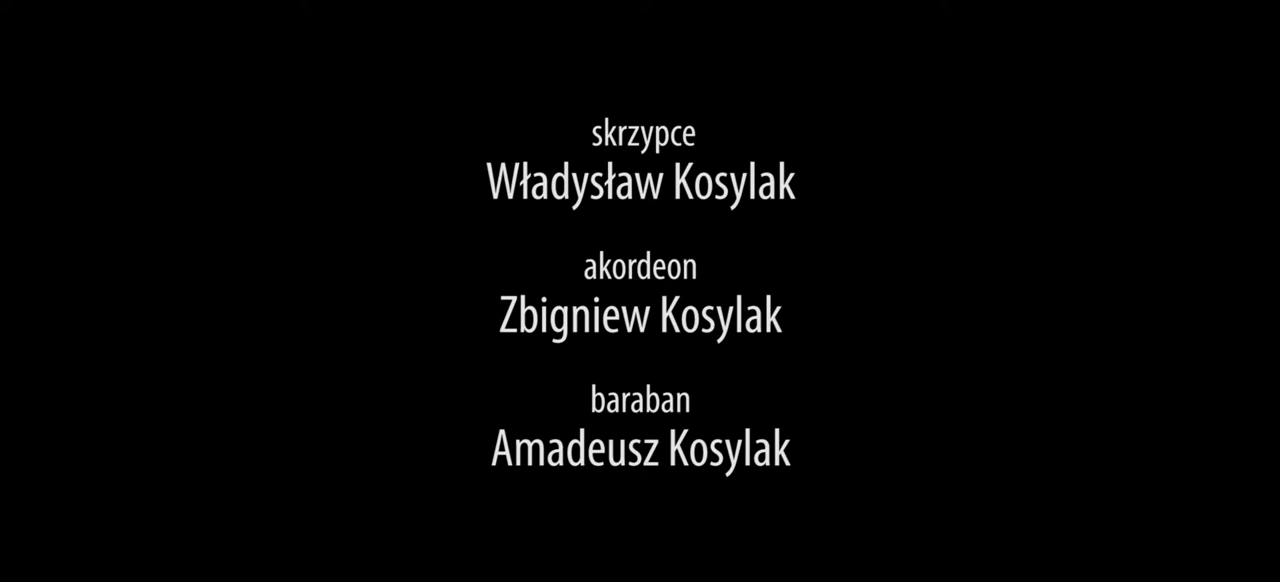 skrzypce
Władysław Kosylak
akordeon
Zbigniew Kosylak
baraban
Amadeusz Kosylak